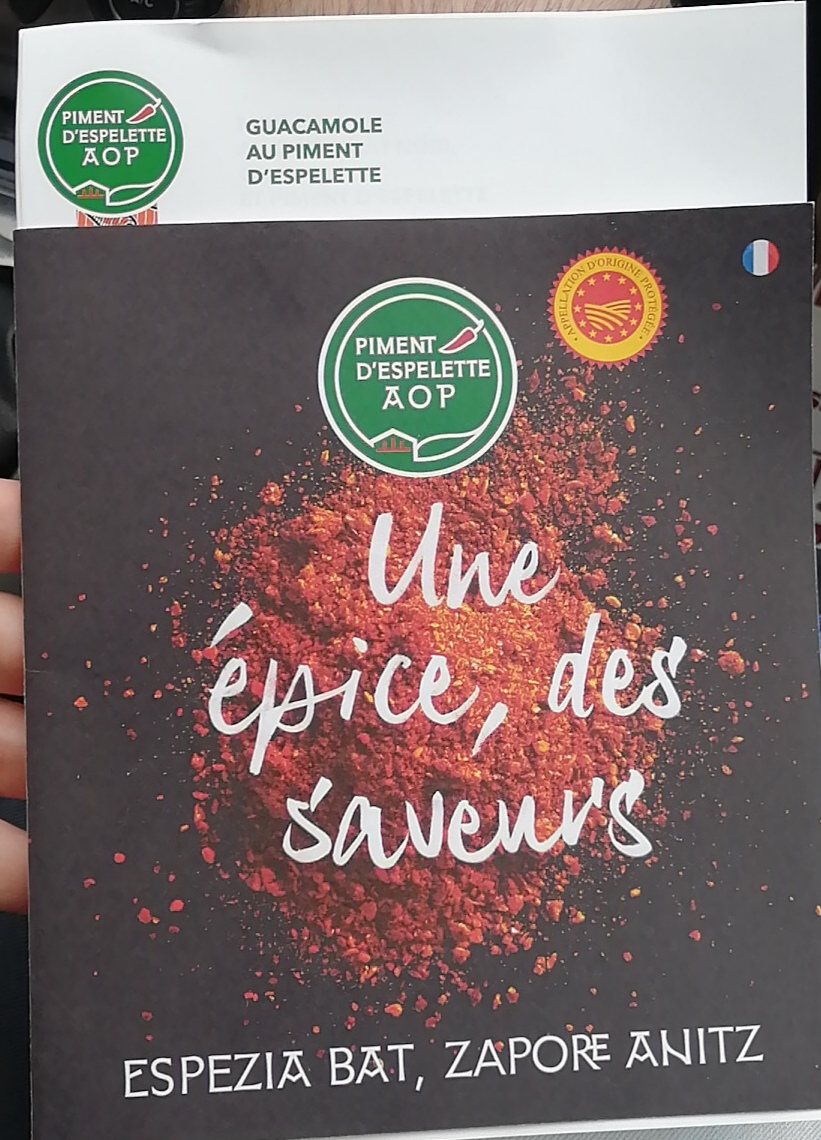 PIMENT
D'ESPELETTE
AOP
GUACAMOLE
AU PIMENT
D'ESPELETTE
PIMENT
D'ESPELETTE
AOP
APPELLATION D'ORIGINE PROTÉGÉE
Une
épice, des
saveurs
ESPEZIA BAT, ZAPORE ANITZ